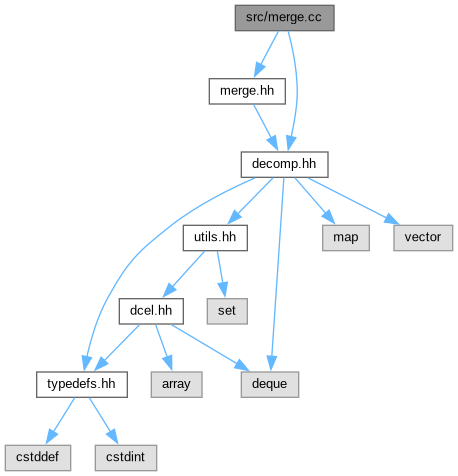 src/merge.cc
merge.hh
decomp.hh
utils.hh
map
vector
dcel.hh
set
typedefs.hh
array
deque
cstddef
cstdint